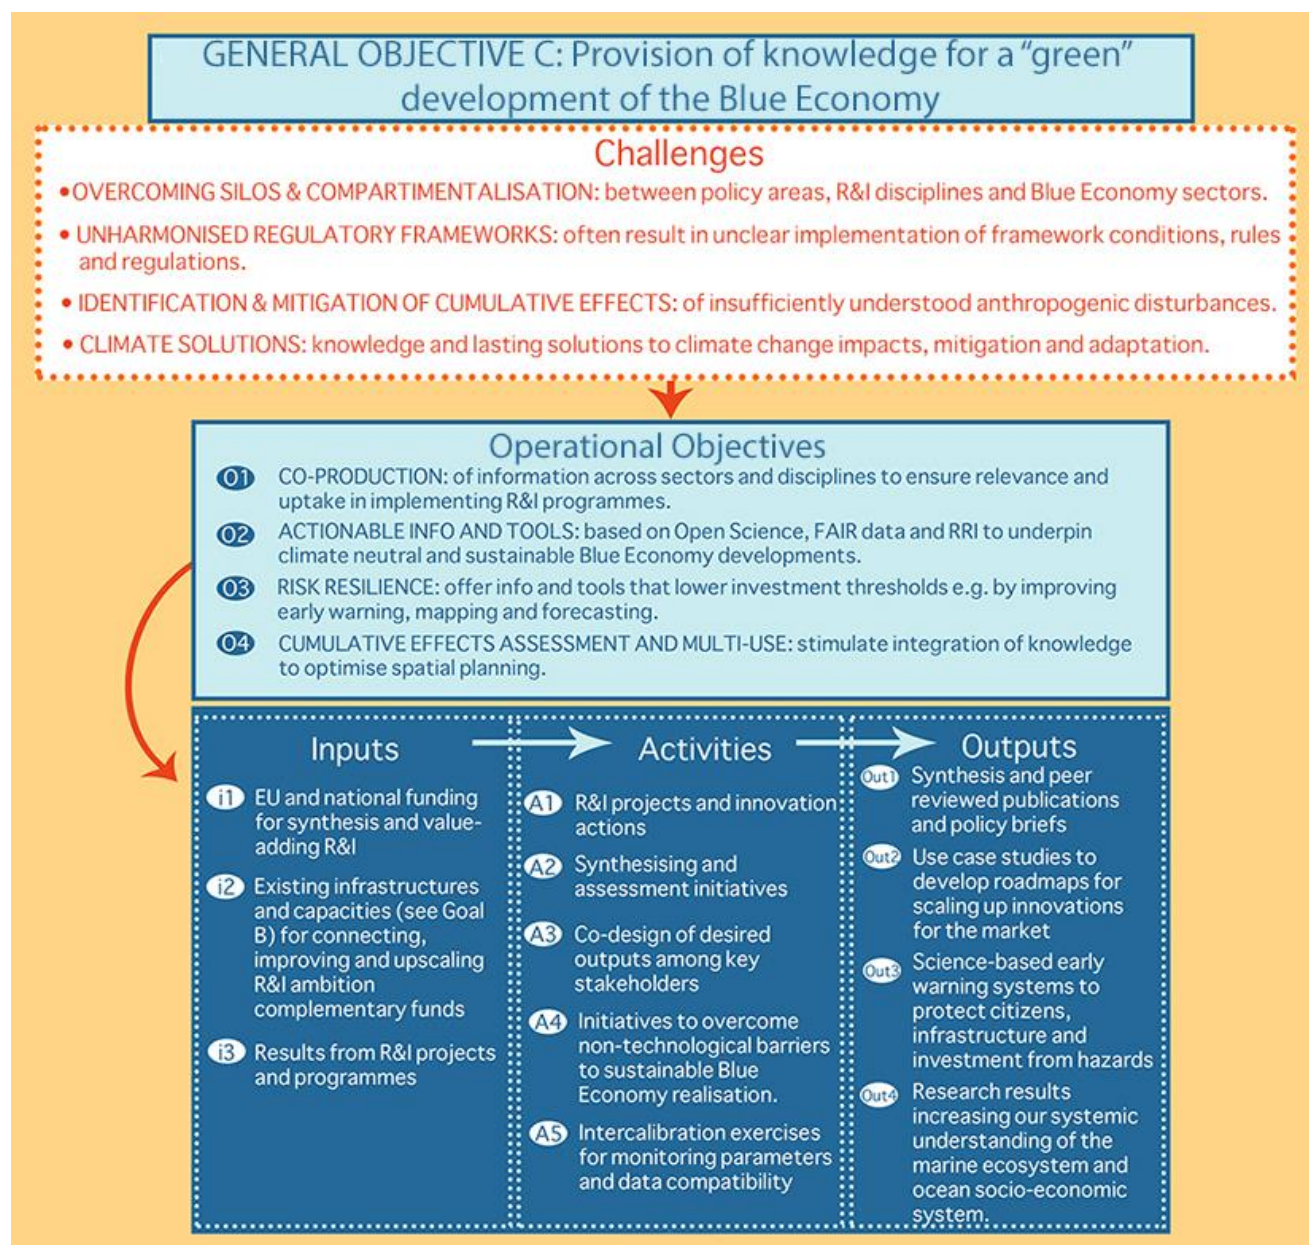 GENERAL OBJECTIVE C: Provision of knowledge for a “green”
development of the Blue Economy
Challenges
•OVERCOMING SILOS & COMPARTIMENTALISATION: between policy areas, R&I disciplines and Blue Economy sectors.
• UNHARMONISED REGULATORY FRAMEWORKS: often result in unclear implementation of framework conditions, rules
and regulations.
• IDENTIFICATION & MITIGATION OF CUMULATIVE EFFECTS: of insufficiently understood anthropogenic disturbances.
• CLIMATE SOLUTIONS: knowledge and lasting solutions to climate change impacts, mitigation and adaptation.
Operational Objectives
O1 CO-PRODUCTION: of information across sectors and disciplines to ensure relevance and
uptake in implementing R&I programmes.
O2 ACTIONABLE INFO AND TOOLS: based on Open Science, FAIR data and RRI to underpin
climate neutral and sustainable Blue Economy developments.
O3 RISK RESILIENCE: offer info and tools that lower investment thresholds e.g. by improving
early warning, mapping and forecasting.
O4 CUMULATIVE EFFECTS ASSESSMENT AND MULTI-USE: stimulate integration of knowledge
to optimise spatial planning.
Inputs
i1 EU and national funding
for synthesis and value-
adding R&I
i2 Existing infrastructures
and capacities (see Goal
B) for connecting,
improving and upscaling
R&I ambition
complementary funds
i3 Results from R&I projects
and programmes
Activities
A1 R&I projects and innovation
actions
A2 Synthesising and
assessment initiatives
A3 Co-design of desired
outputs among key
stakeholders
A4 Initiatives to overcome
non-technological barriers
to sustainable Blue
Economy realisation.
A5 Intercalibration exercises
for monitoring parameters
and data compatibility
Outputs
Out1 Synthesis and peer
reviewed publications
and policy briefs
Out2 Use case studies to
develop roadmaps for
scaling up innovations
for the market
Out3 Science-based early
warning systems to
protect citizens,
infrastructure and
investment from hazards
Out4 Research results
increasing our systemic
understanding of the
marine ecosystem and
ocean socio-economic
system.